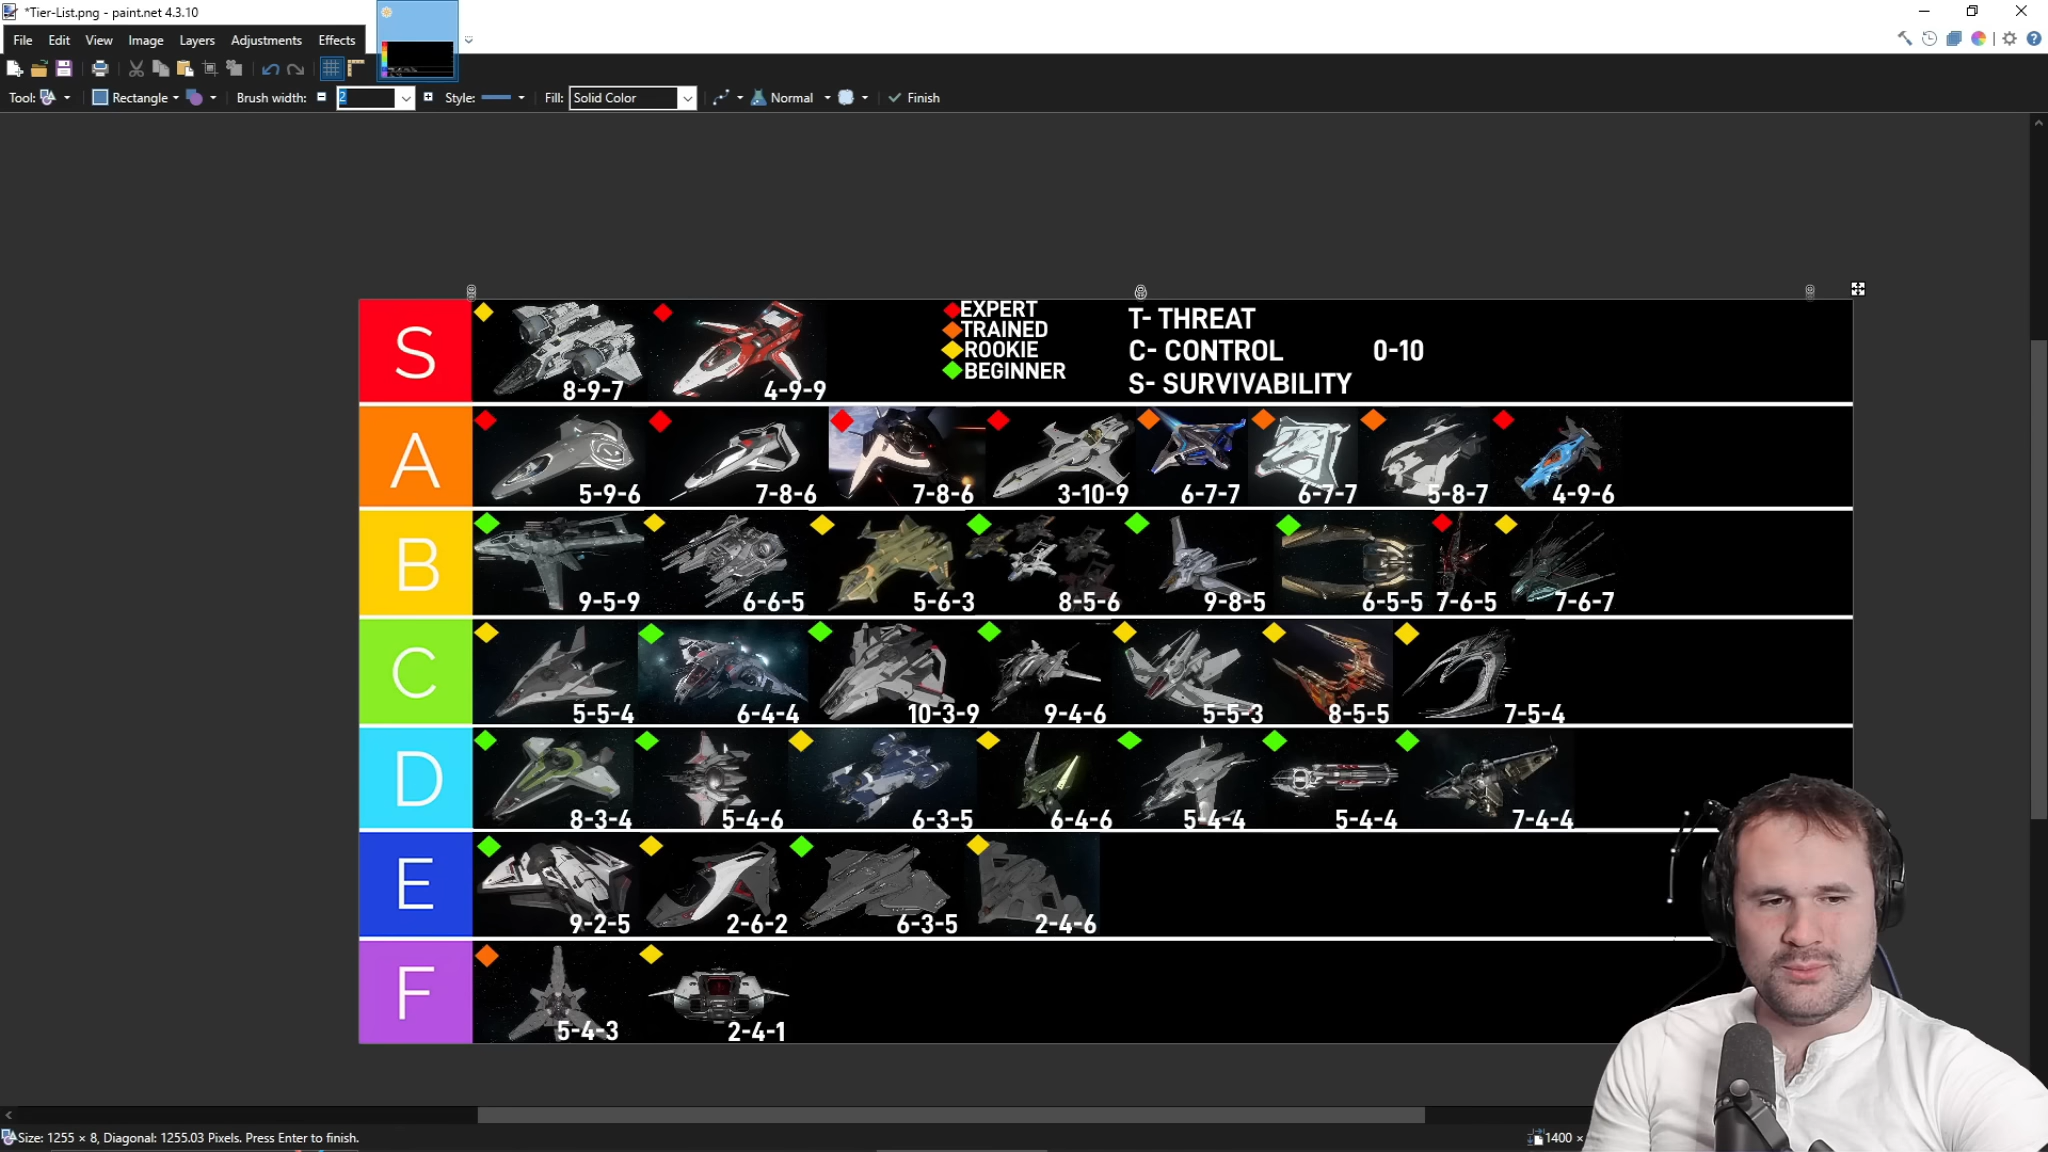 *Tier-List.png - paint.net 4.3.10
File Edit View Image Layers Adjustments Effects
Tool: Rectangle Brush width: 2 Style: Fill: Solid Color Normal Finish
S
8-9-7 4-9-9
EXPERT
TRAINED
ROOKIE
BEGINNER
T- THREAT
C- CONTROL 0-10
S- SURVIVABILITY
A
5-9-6 7-8-6 7-8-6 3-10-9 6-7-7 6-7-7 5-8-7 4-9-6
B
9-5-9 6-6-5 5-6-3 8-5-6 9-8-5 6-5-5 7-6-5 7-6-7
C
5-5-4 6-4-4 10-3-9 9-4-6 5-5-3 8-5-5 7-5-4
D
8-3-4 5-4-6 6-3-5 6-4-6 5-4-4 5-4-4 7-4-4
E
9-2-5 2-6-2 6-3-5 2-4-6
F
5-4-3 2-4-1
Size: 1255 × 8, Diagonal: 1255.03 Pixels. Press Enter to finish. 1400 ×